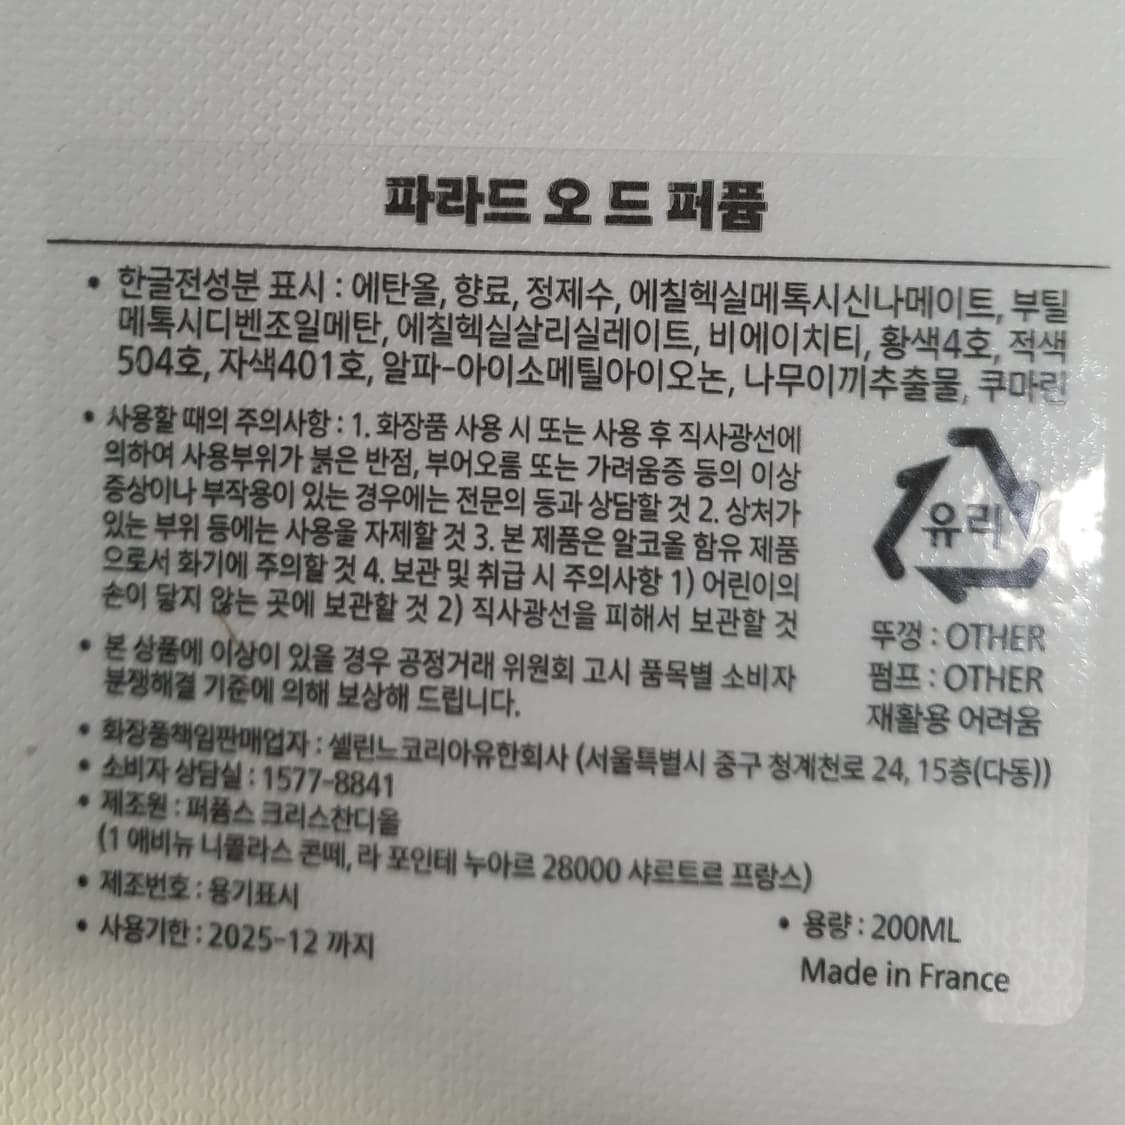 파라드 오 드 퍼퓸
• 한글전성분 표시 : 에탄올, 향료, 정제수, 에칠헥실메톡시신나메이트, 부틸
메톡시디벤조일메탄, 에칠헥실살리실레이트, 비에이치티, 황색4호, 적색
504호, 자색401호, 알파-아이소메틸아이오논, 나무이끼추출물, 쿠마린
• 사용할 때의 주의사항 : 1. 화장품 사용 시 또는 사용 후 직사광선에
의하여 사용부위가 붉은 반점, 부어오름 또는 가려움증 등의 이상
증상이나 부작용이 있는 경우에는 전문의 등과 상담할 것 2. 상처가
있는 부위 등에는 사용을 자제할 것 3. 본 제품은 알코올 함유 제품
으로서 화기에 주의할 것 4. 보관 및 취급 시 주의사항 1) 어린이의
손이 닿지 않는 곳에 보관할 것 2) 직사광선을 피해서 보관할 것
유리
뚜껑 : OTHER
펌프 : OTHER
재활용 어려움
• 본 상품에 이상이 있을 경우 공정거래 위원회 고시 품목별 소비자
분쟁해결 기준에 의해 보상해 드립니다.
• 화장품책임판매업자 : 셀린느코리아유한회사 (서울특별시 중구 청계천로 24, 15층(다동))
• 소비자 상담실 : 1577-8841
• 제조원 : 퍼퓸스 크리스찬디올
(1 애비뉴 니콜라스 콘떼, 라 포인테 누아르 28000 샤르트르 프랑스)
• 제조번호 : 용기표시
• 사용기한 : 2025-12 까지
• 용량 : 200ML
Made in France